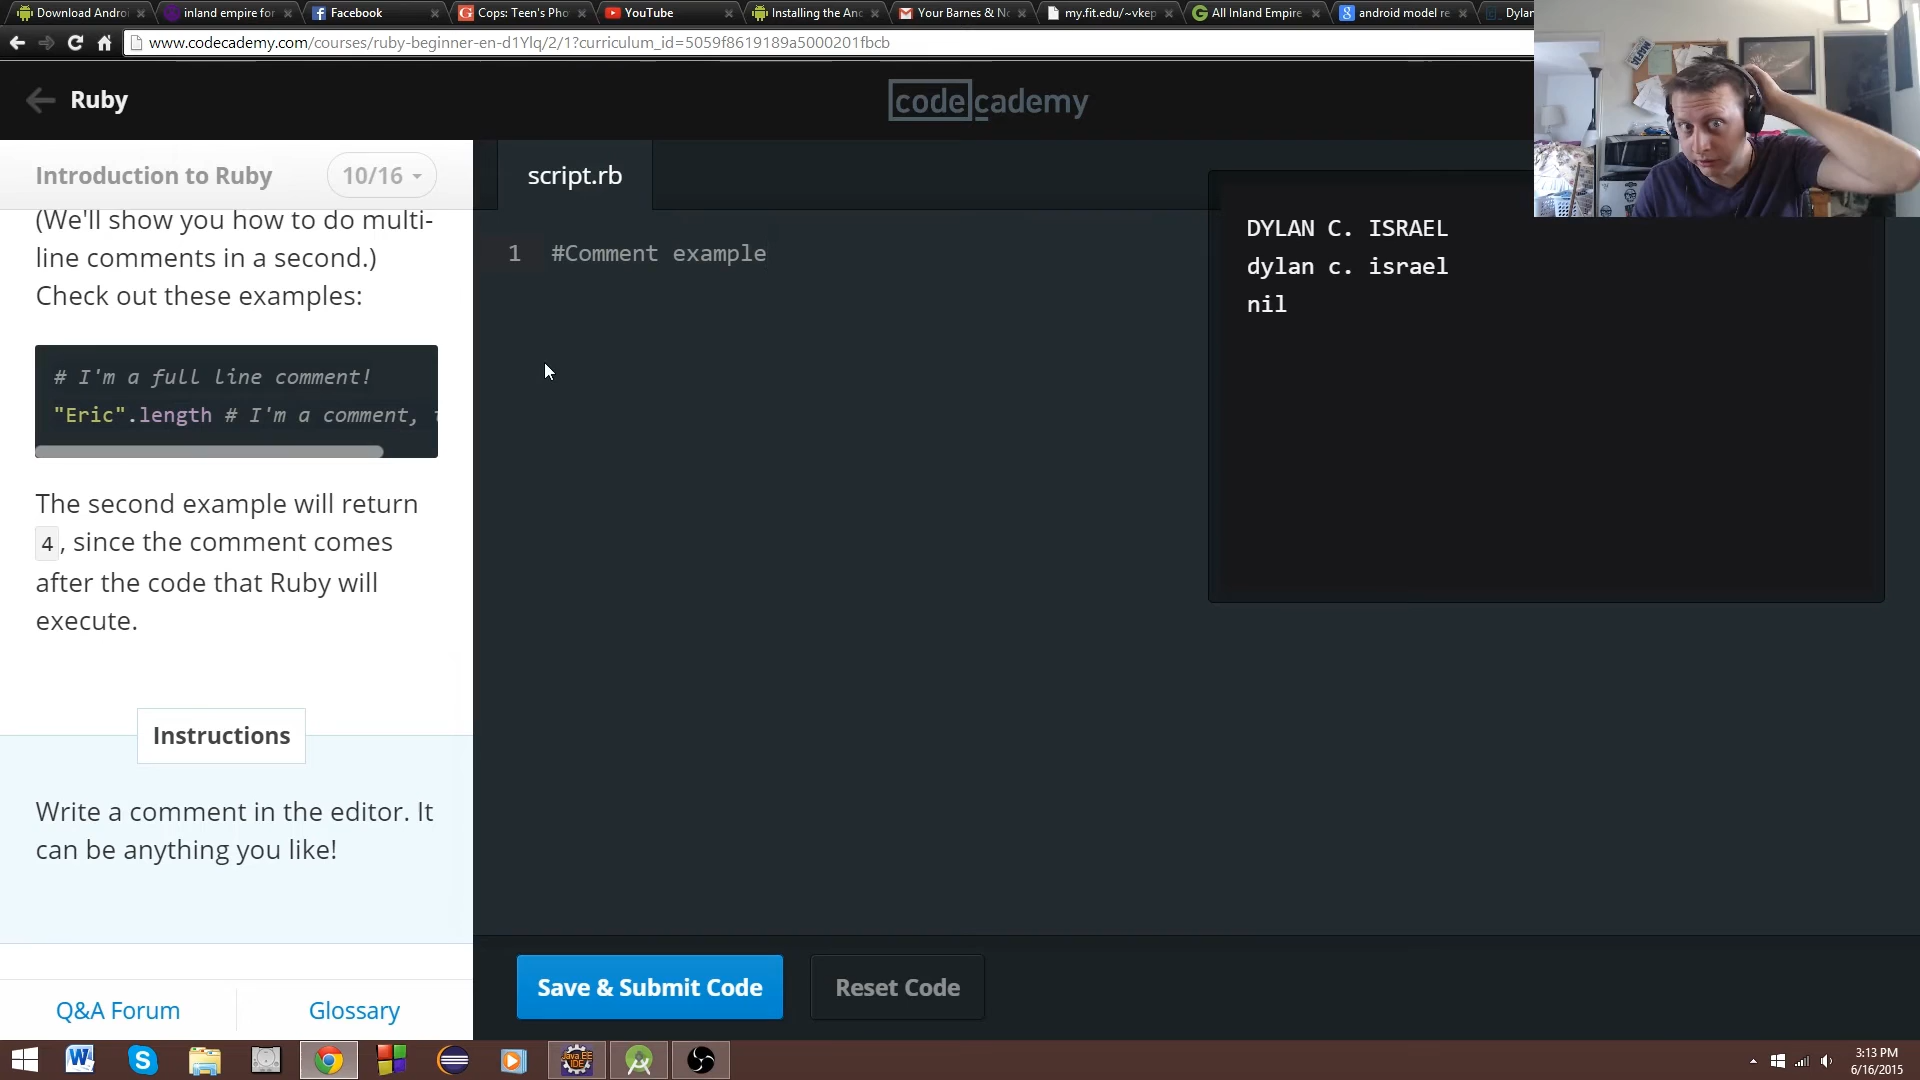 Download Androi
inland empire for
Facebook
Cops: Teen's Pho
YouTube
Installing the And
Your Barnes & No
my.fit.edu/~vkep
All Inland Empire
android model re
Dylan
www.codecademy.com/courses/ruby-beginner-en-d1Ylq/2/1?curriculum_id=5059f8619189a5000201fbcb
Ruby
codecademy
Introduction to Ruby
10/16
script.rb
(We'll show you how to do multi-
line comments in a second.)
Check out these examples:
# I'm a full line comment!
"Eric".length # I'm a comment,
The second example will return
4, since the comment comes
after the code that Ruby will
execute.
Instructions
Write a comment in the editor. It
can be anything you like!
Q&A Forum
Glossary
1 #Comment example
DYLAN C. ISRAEL
dylan c. israel
nil
MAFIA
Save & Submit Code
Reset Code
Java EE
IDE
3:13 PM
6/16/2015